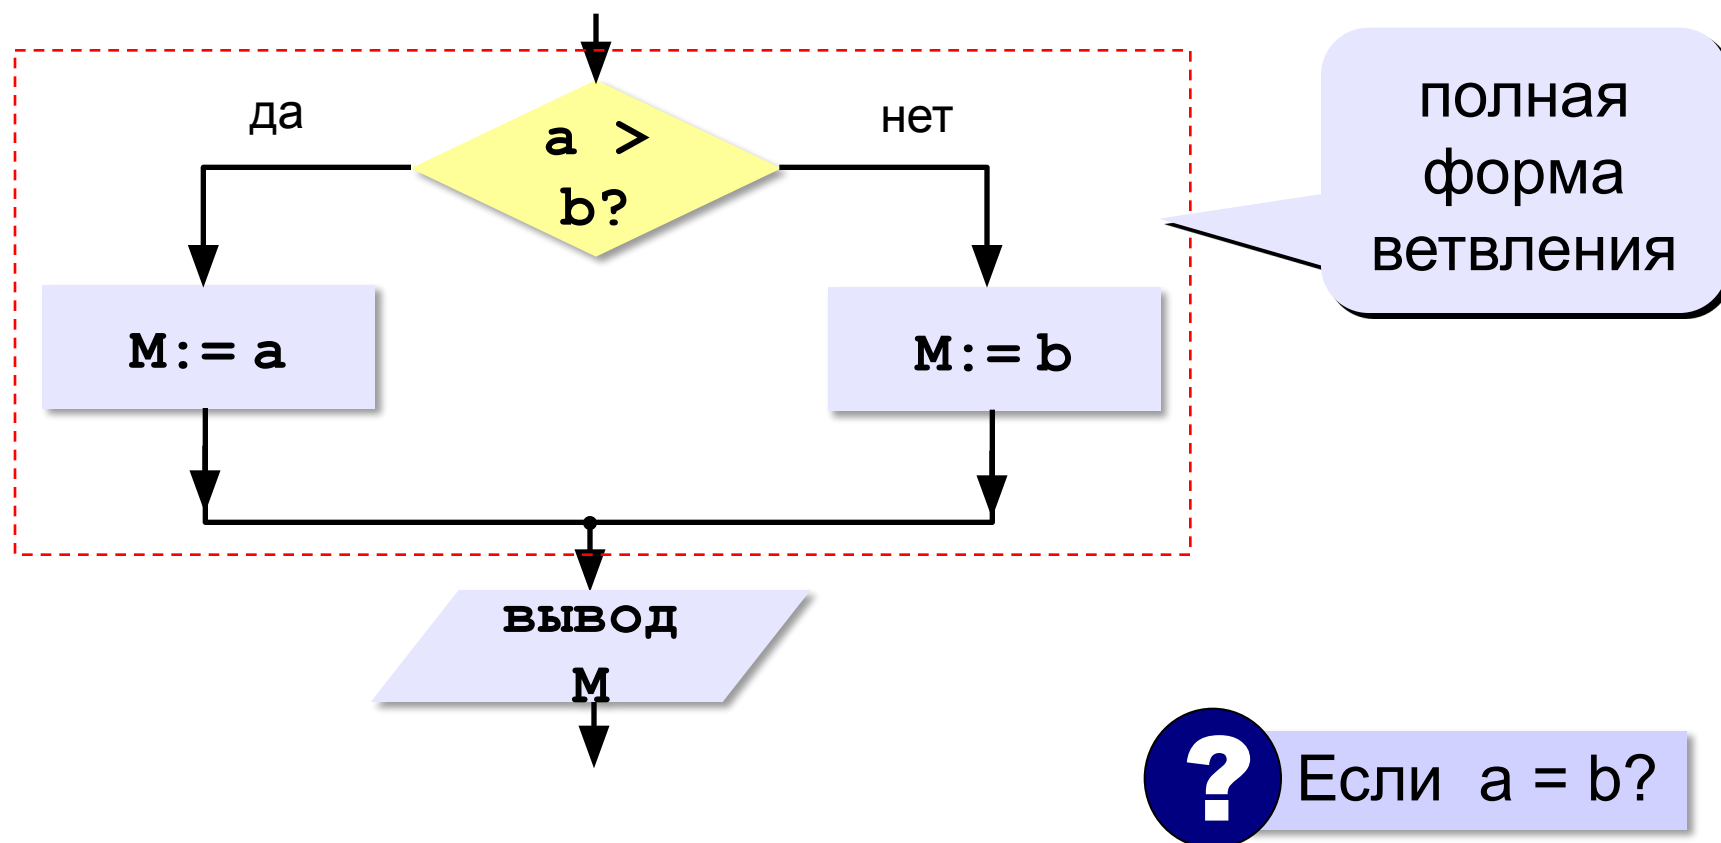 да
a >
b?
нет
M:= a
M:= b
вывод
M
полная
форма
ветвления
? Если a = b?